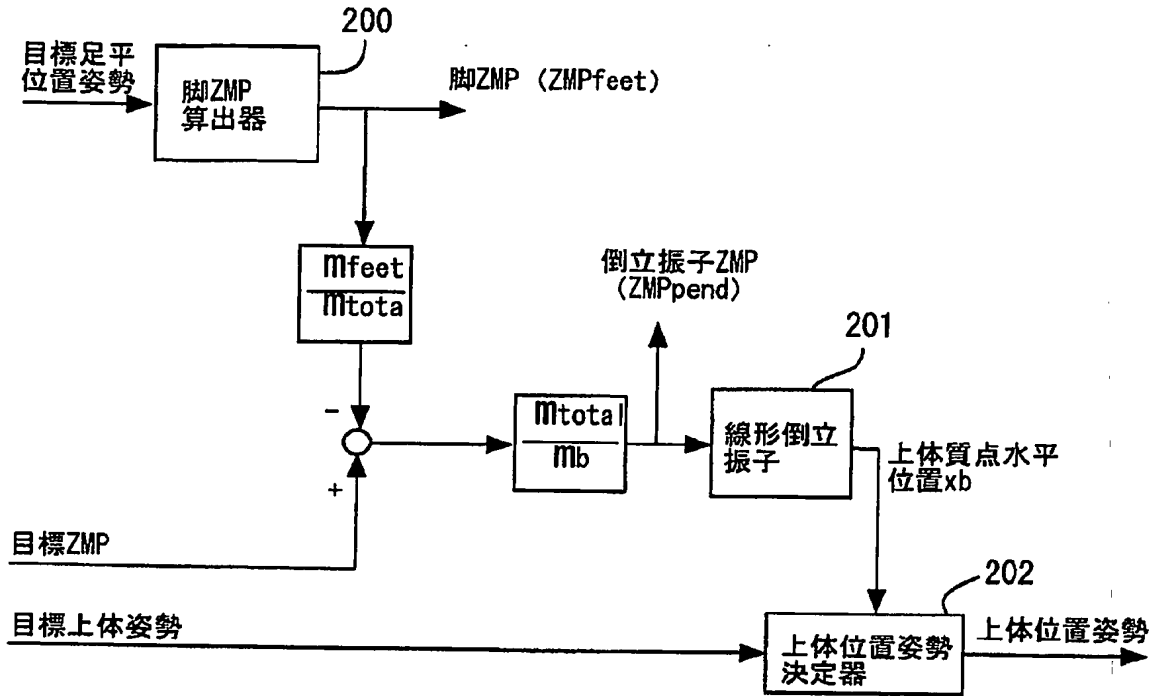 200
目標足平
位置姿勢
脚ZMP
算出器
脚ZMP (ZMPfeet)
mfeet
mtota
倒立振子ZMP
(ZMPpend)
201
-
mtotal
mb
線形倒立
振子
上体質点水平
位置xb
+
目標ZMP
202
目標上体姿勢
上体位置姿勢
決定器
上体位置姿勢